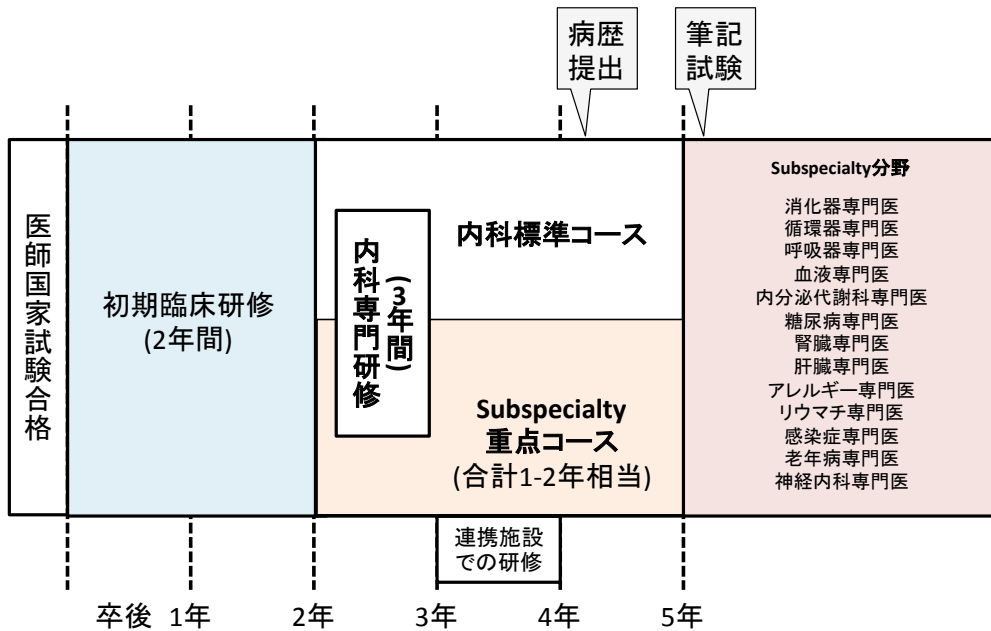 病歴
提出
筆記
試験
医師国家試験合格
初期臨床研修
(2年間)
内科専門研修
(3年間)
内科標準コース
Subspecialty
重点コース
(合計1-2年相当)
Subspecialty分野
消化器専門医
循環器専門医
呼吸器専門医
血液専門医
内分泌代謝科専門医
糖尿病専門医
腎臓専門医
肝臓専門医
アレルギー専門医
リウマチ専門医
感染症専門医
老年病専門医
神経内科専門医
連携施設
での研修
卒後 1年 2年 3年 4年 5年